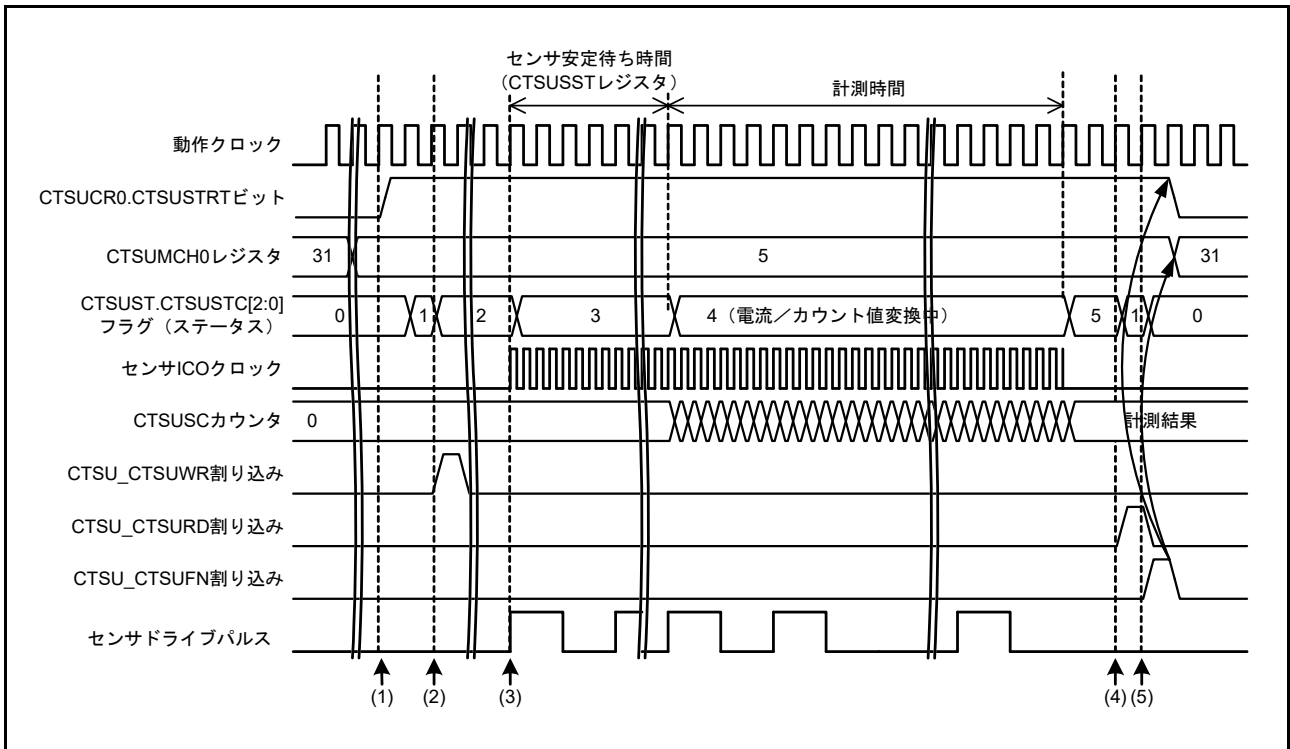 センサ安定待ち時間
(CTSUSSTレジスタ)
計測時間
動作クロック
CTSUCR0.CTSUSTRTビット
CTSUMCH0レジスタ
31
5
31
CTSUST.CTSUSTC[2:0]
フラグ（ステータス）
0
1
2
3
4（電流／カウント値変換中）
5
1
0
センサICOクロック
CTSUSCカウンタ
0
計測結果
CTSU_CTSUWR割り込み
CTSU_CTSURD割り込み
CTSU_CTSUFN割り込み
センサドライブパルス
(1)
(2)
(3)
(4)
(5)